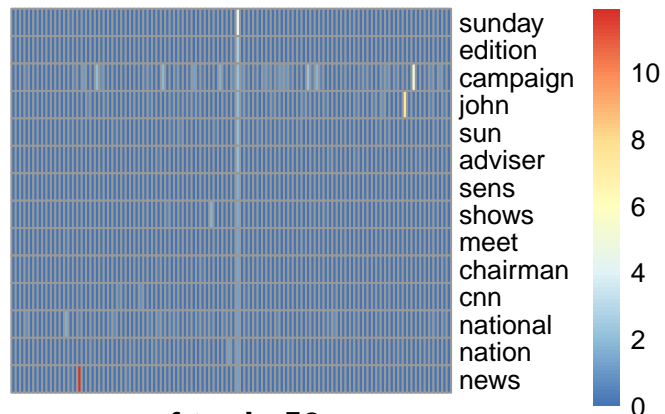 sunday
edition
campaign
john
sun
adviser
sens
shows
meet
chairman
cnn
national
nation
news
10
8
6
4
2
0